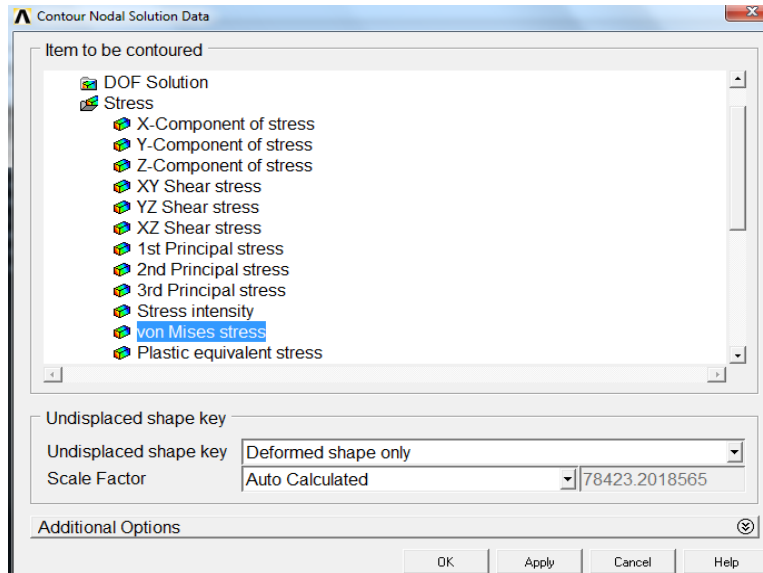 Contour Nodal Solution Data
Item to be contoured
DOF Solution
Stress
X-Component of stress
Y-Component of stress
Z-Component of stress
XY Shear stress
YZ Shear stress
XZ Shear stress
1st Principal stress
2nd Principal stress
3rd Principal stress
Stress intensity
von Mises stress
Plastic equivalent stress
Undisplaced shape key
Undisplaced shape key Deformed shape only
Scale Factor Auto Calculated 78423.2018565
Additional Options
OK Apply Cancel Help